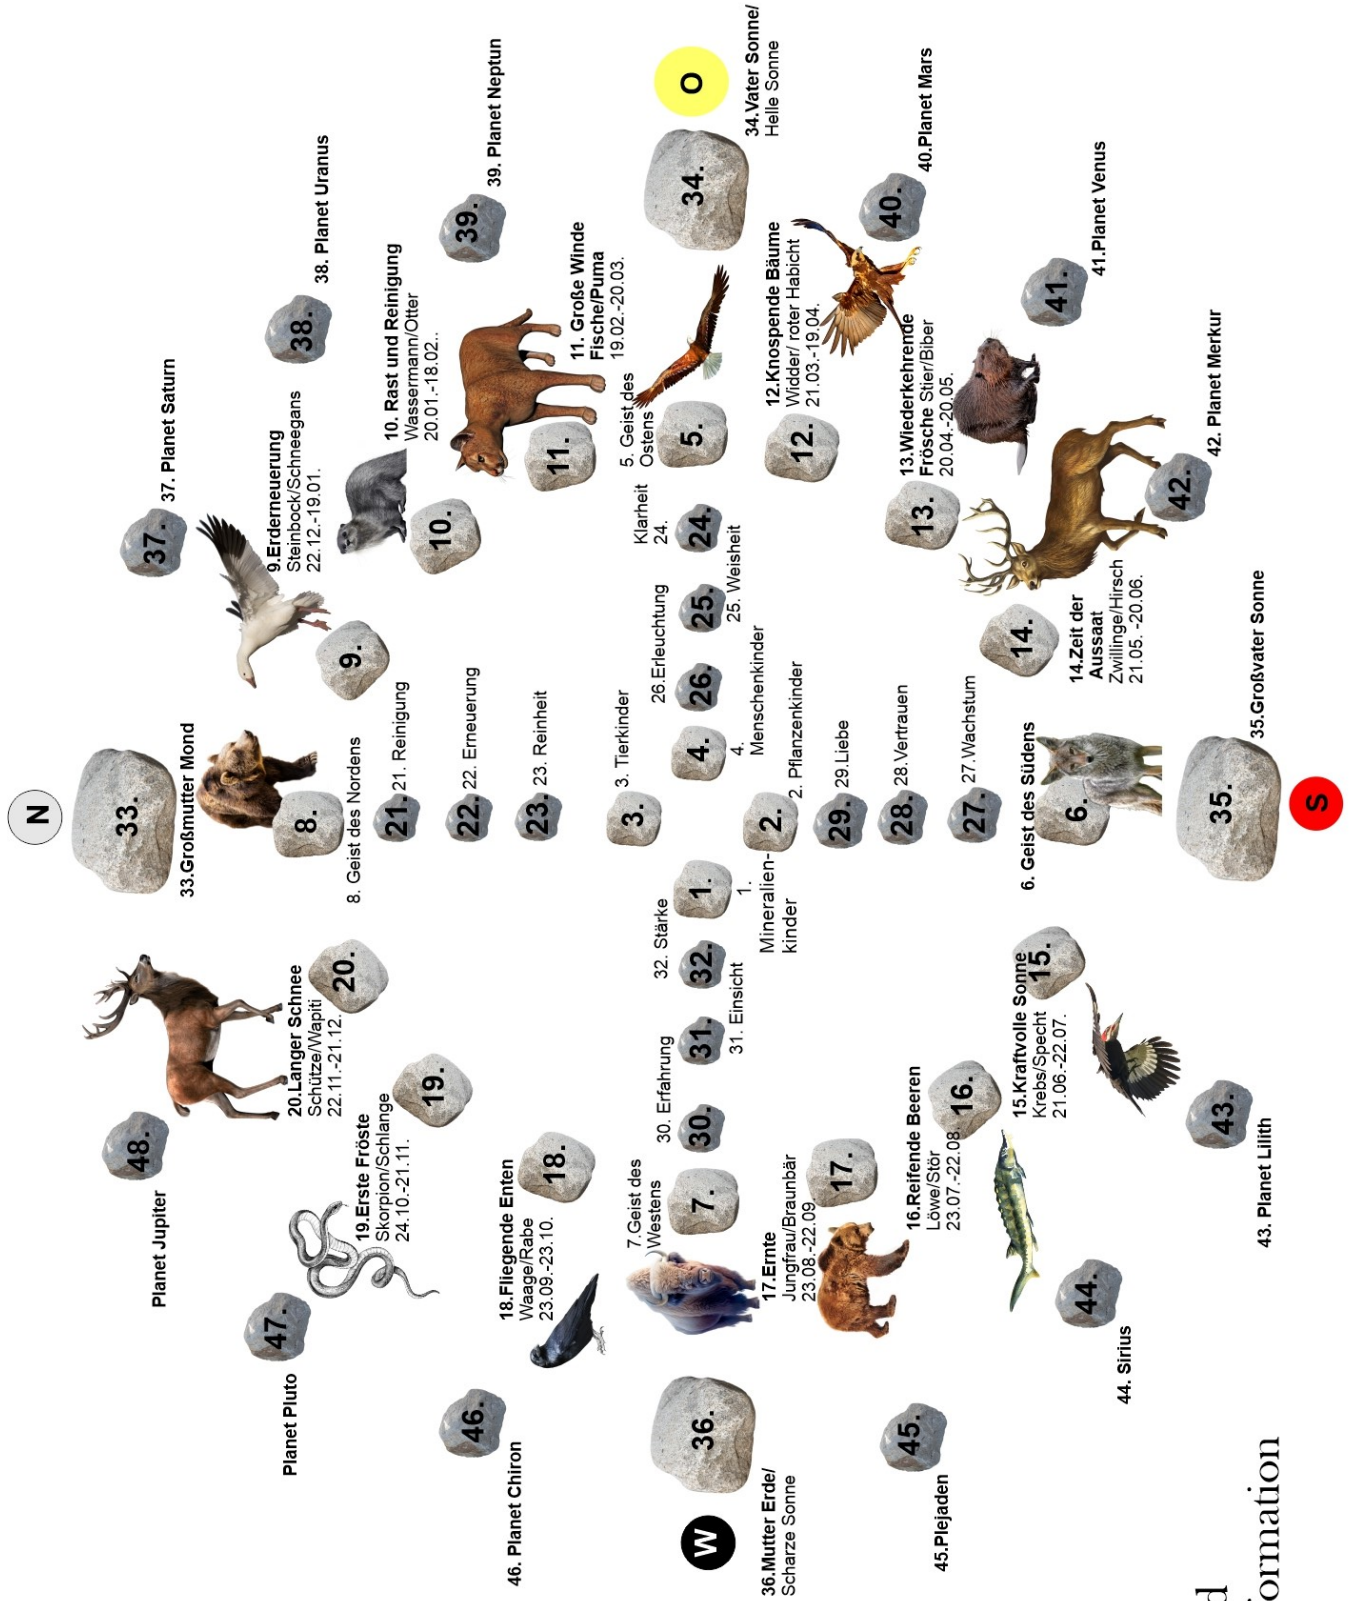 N
33.
33.Großmutter Mond
48.
Planet Jupiter
37.
37. Planet Saturn
20.Langer Schnee
Schütze/Wapiti
22.11.-21.12.
20.
8.
8. Geist des Nordens
9.Erderneuerung
Steinbock/Schneegans
22.12.-19.01.
9.
38.
38. Planet Uranus
47.
Planet Pluto
19.Erste Fröste
Skorpion/Schlange
24.10.-21.11.
19.
21.
21. Reinigung
10. Rast und Reinigung
Wassermann/Otter
20.01.-18.02..
10.
46.
46. Planet Chiron
22.
22. Erneuerung
39.
39. Planet Neptun
18.Fliegende Enten
Waage/Rabe
23.09.-23.10.
18.
23.
23. Reinheit
11.
11. Große Winde
Fische/Puma
19.02.-20.03.
3.
3. Tierkinder
7.Geist des
Westens
30. Erfahrung
32. Stärke
26.Erleuchtung
Klarheit
24.
5. Geist des
Ostens
W
36.
7.
30.
31.
32.
1.
4.
26.
25.
24.
5.
34.
O
31. Einsicht
1.
Mineralien-
kinder
4.
Menschenkinder
25. Weisheit
36.Mutter Erde/
Scharze Sonne
34.Vater Sonne/
Helle Sonne
17.Ernte
Jungfrau/Braunbär
23.08.-22.09
17.
2.
2. Pflanzenkinder
12.Knospende Bäume
Widder/ roter Habicht
21.03.-19.04.
12.
29.
29.Liebe
40.
40.Planet Mars
45.
45.Plejaden
28.
28.Vertrauen
16.Reifende Beeren
Löwe/Stör
23.07.-22.08.
16.
13.Wiederkehrende
Frösche Stier/Biber
20.04.-20.05.
13.
27.
27.Wachstum
15.Kraftvolle Sonne
Krebs/Specht
21.06.-22.07.
15.
14.
14.Zeit der
Aussaat
Zwillinge/Hirsch
21.05. -20.06.
41.
41.Planet Venus
6. Geist des Südens
6.
44.
44. Sirius
42.
42. Planet Merkur
43.
43. Planet Lilith
35.
35.Großvater Sonne
S
d
ormation